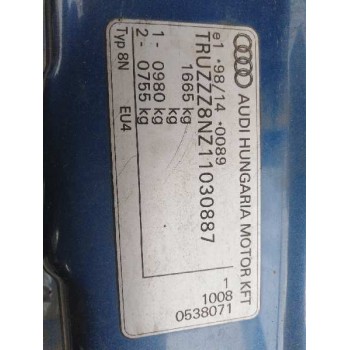 AUDI HUNGARIA MOTOR KFT
e1 *98/14 *0089
TRUZZZ8NZ11030887
1665 kg
1 - 0980 kg
2 - 0755 kg
Typ 8N EU4
1
1008
0538071